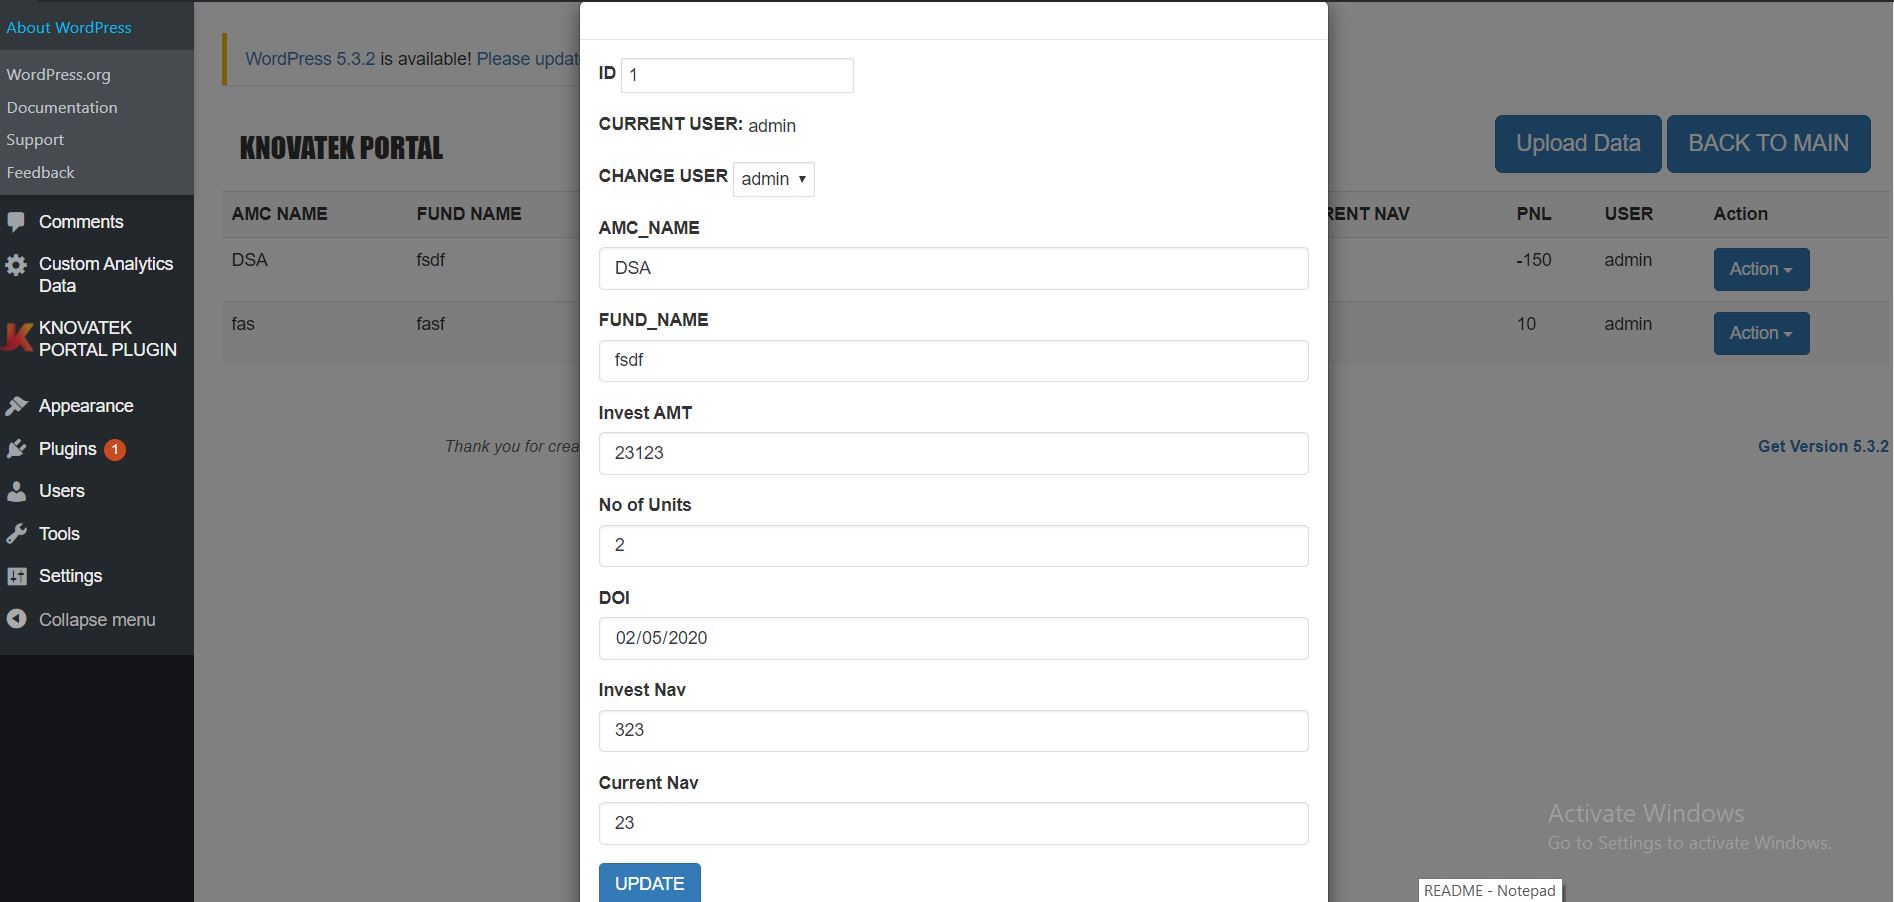 About WordPress
WordPress.org
Documentation
Support
Feedback
Comments
Custom Analytics
Data
KNOVATEK
PORTAL PLUGIN
Appearance
Plugins 1
Users
Tools
Settings
Collapse menu
WordPress 5.3.2 is available! Please updat
KNOVATEK PORTAL
Upload Data
BACK TO MAIN
AMC NAME FUND NAME RENT NAV PNL USER Action
DSA fsdf -150 admin Action
fas fasf 10 admin Action
Thank you for crea
Get Version 5.3.2
ID 1
CURRENT USER: admin
CHANGE USER admin
AMC_NAME
DSA
FUND_NAME
fsdf
Invest AMT
23123
No of Units
2
DOI
02/05/2020
Invest Nav
323
Current Nav
23
UPDATE
Activate Windows
Go to Settings to activate Windows.
README - Notepad